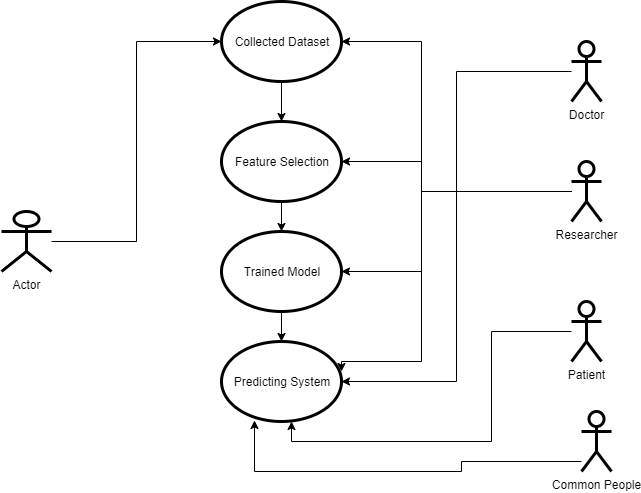 Collected Dataset
Doctor
Feature Selection
Researcher
Actor
Trained Model
Patient
Predicting System
Common People